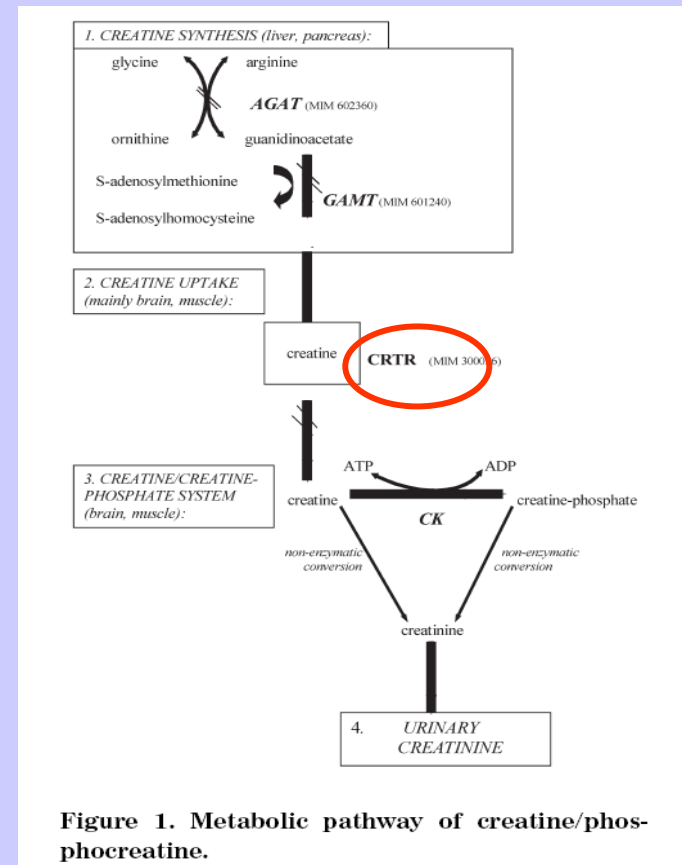 1. CREATINE SYNTHESIS (liver, pancreas):
glycine arginine
AGAT (MIM 602360)
ornithine guanidinoacetate
S-adenosylmethionine
GAMT (MIM 601240)
S-adenosylhomocysteine
2. CREATINE UPTAKE
(mainly brain, muscle):
creatine CRTR (MIM
3. CREATINE/CREATINE-
PHOSPHATE SYSTEM
(brain, muscle):
ATP ADP
creatine creatine-phosphate
CK
non-enzymatic
conversion
non-enzymatic
conversion
creatinine
4. URINARY
CREATININE
Figure 1. Metabolic pathway of creatine/phos-
phocreatine.